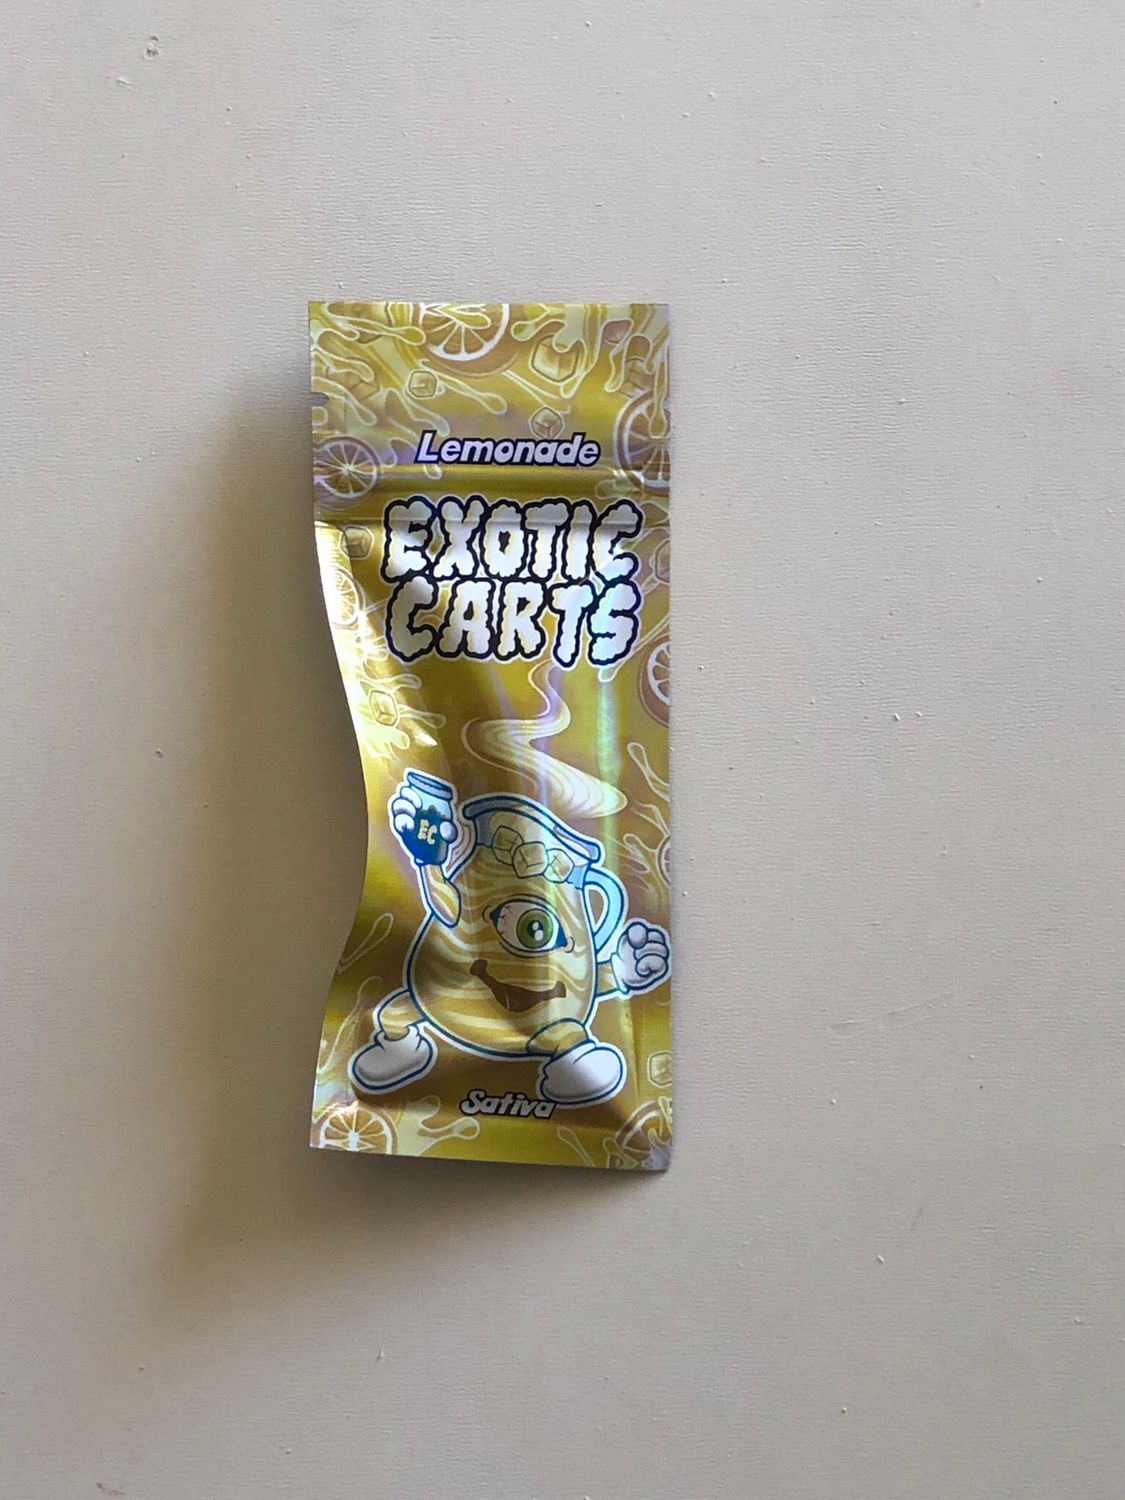 Lemonade
EXOTIC
CARTS
EC
Sativa